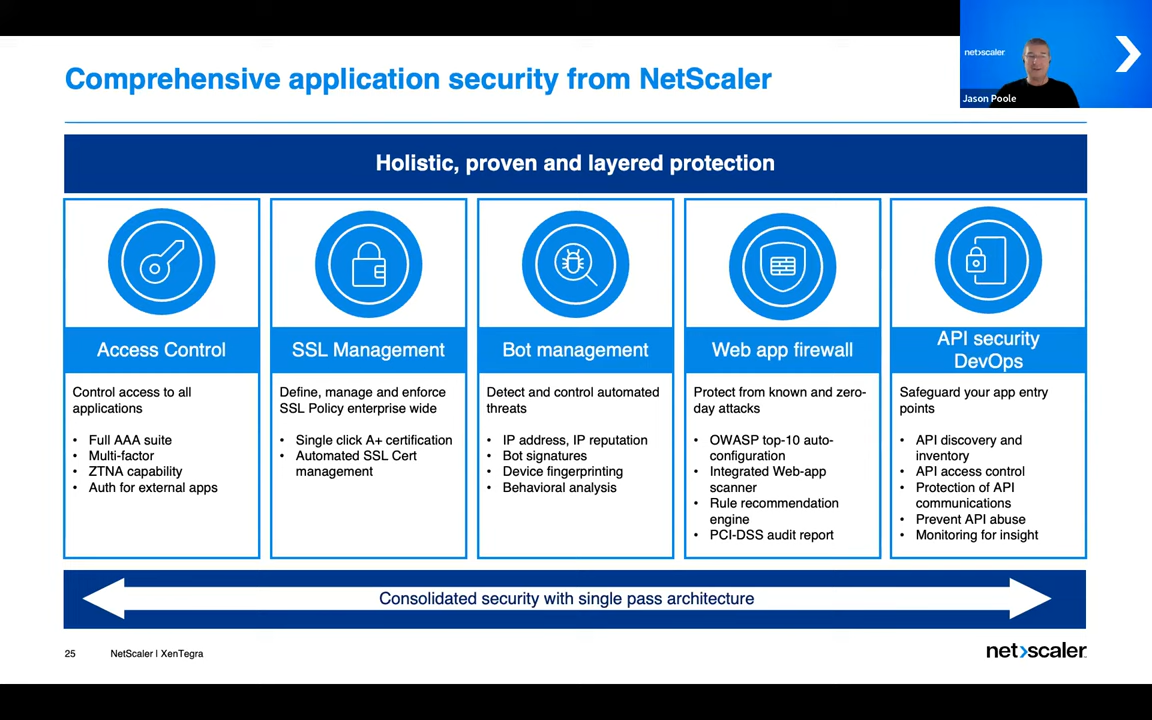 Comprehensive application security from NetScaler
net>scaler
Jason Poole
Holistic, proven and layered protection
Access Control
Control access to all
applications
• Full AAA suite
• Multi-factor
• ZTNA capability
• Auth for external apps
SSL Management
Define, manage and enforce
SSL Policy enterprise wide
• Single click A+ certification
• Automated SSL Cert
management
Bot management
Detect and control automated
threats
• IP address, IP reputation
• Bot signatures
• Device fingerprinting
• Behavioral analysis
Web app firewall
Protect from known and zero-
day attacks
• OWASP top-10 auto-
configuration
• Integrated Web-app
scanner
• Rule recommendation
engine
• PCI-DSS audit report
API security
DevOps
Safeguard your app entry
points
• API discovery and
inventory
• API access control
• Protection of API
communications
• Prevent API abuse
• Monitoring for insight
Consolidated security with single pass architecture
25
NetScaler | XenTegra
net>scaler